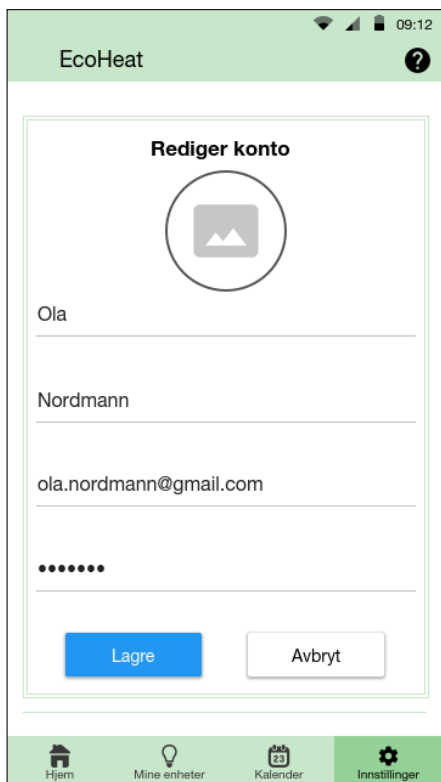 09:12
EcoHeat
Rediger konto
Ola
Nordmann
ola.nordmann@gmail.com
•••••••
Lagre Avbryt
23
Hjem Mine enheter Kalender Innstillinger